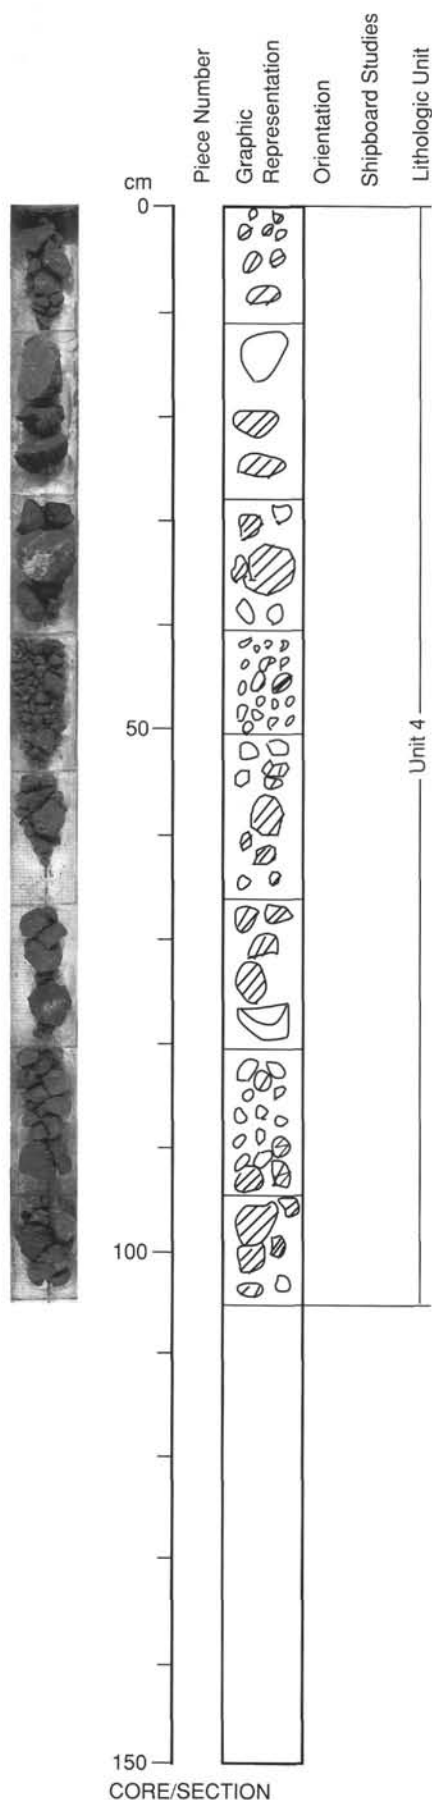 Piece Number
Graphic
Representation
Orientation
Shipboard Studies
Lithologic Unit
cm
0
50
Unit 4
100
150
CORE/SECTION